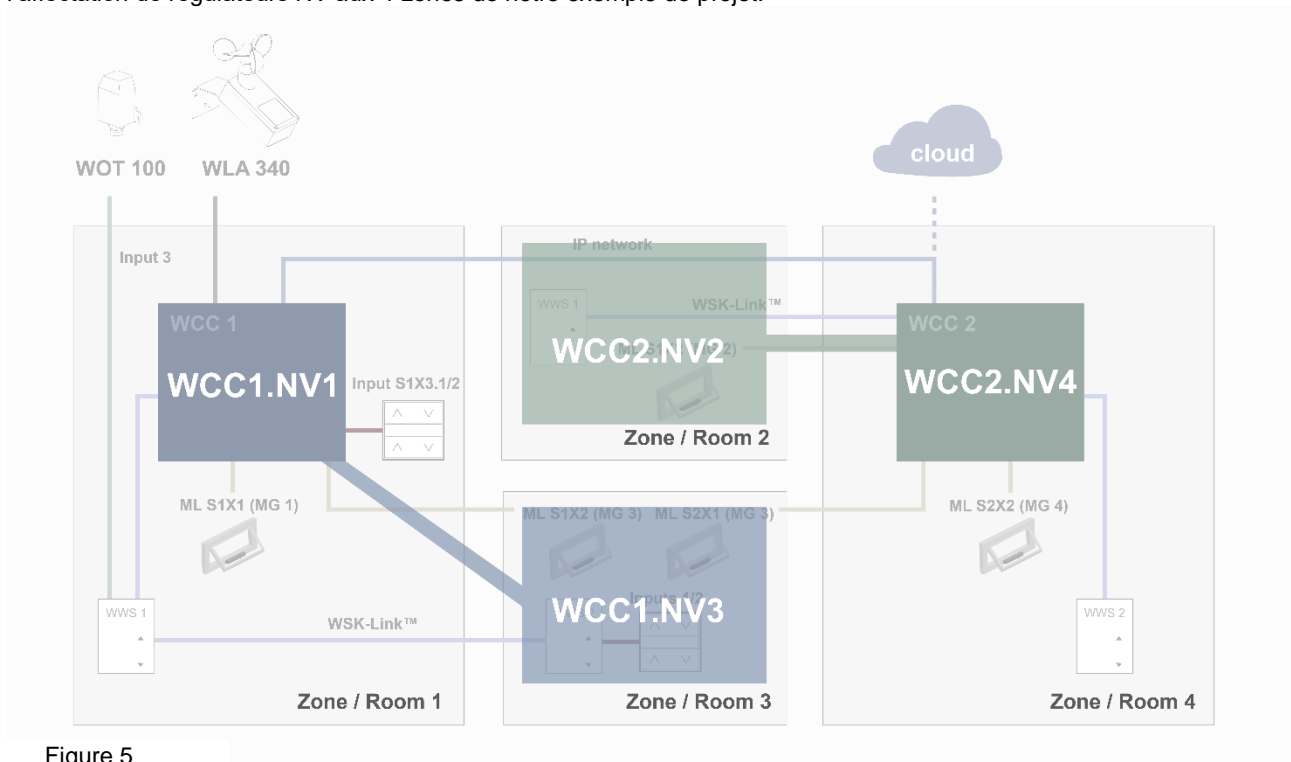 l'affectation de régulateurs NV aux 4 zones de notre exemple de projet.
WOT 100
WLA 340
cloud
Input 3
IP network
WCC 1
WCC1.NV1
Input S1X3.1/2
WWS 1
WSK-Link™
WCC2.NV2
Zone / Room 2
WCC 2
WCC2.NV4
ML S1X1 (MG 1)
ML S1X2 (MG 3)
ML S2X1 (MG 3)
ML S2X2 (MG 4)
WWS 1
WSK-Link™
Inputs 1/2
WCC1.NV3
WWS 2
Zone / Room 1
Zone / Room 3
Zone / Room 4
Figure 5